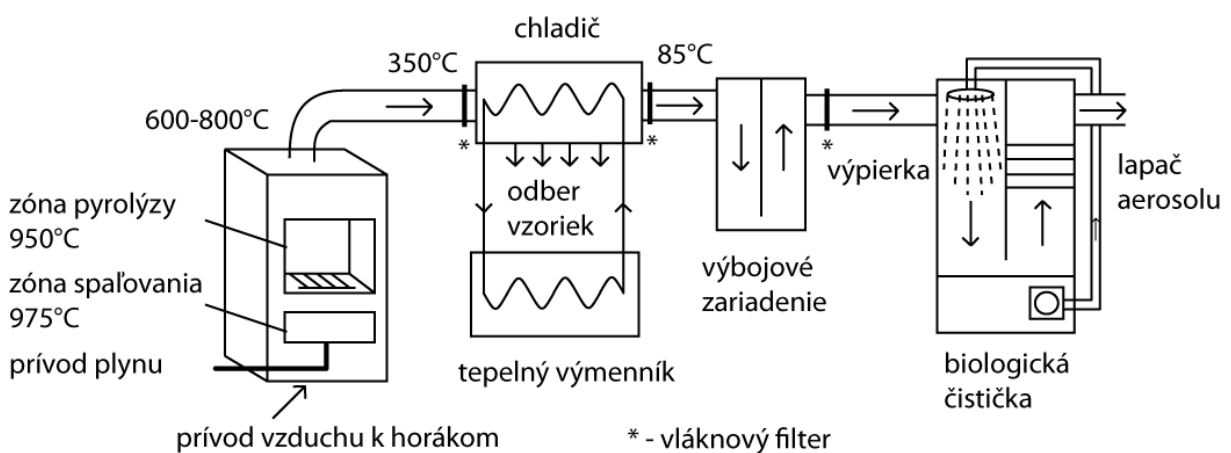 chladič
350°C
85°C
600-800°C
*
*
*
zóna pyrolýzy
950°C
odber
vzoriek
výpierka
lapač
aerosolu
zóna spaľovania
975°C
výbojové
zariadenie
prívod plynu
tepelný výmenník
biologická
čistička
prívod vzduchu k horákom
* - vláknový filter